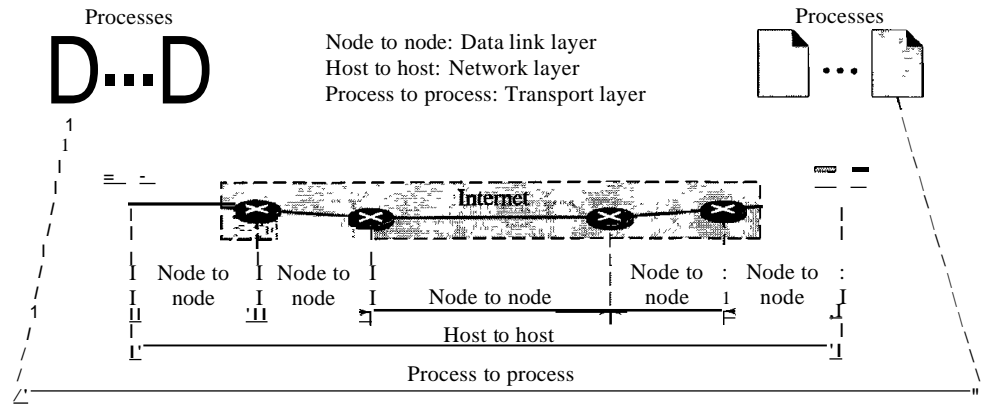 Processes
Processes
D...D
Node to node: Data link layer
Host to host: Network layer
Process to process: Transport layer
Internet
Node to node
Node to node
Node to node
Node to node
Node to node
Host to host
Process to process